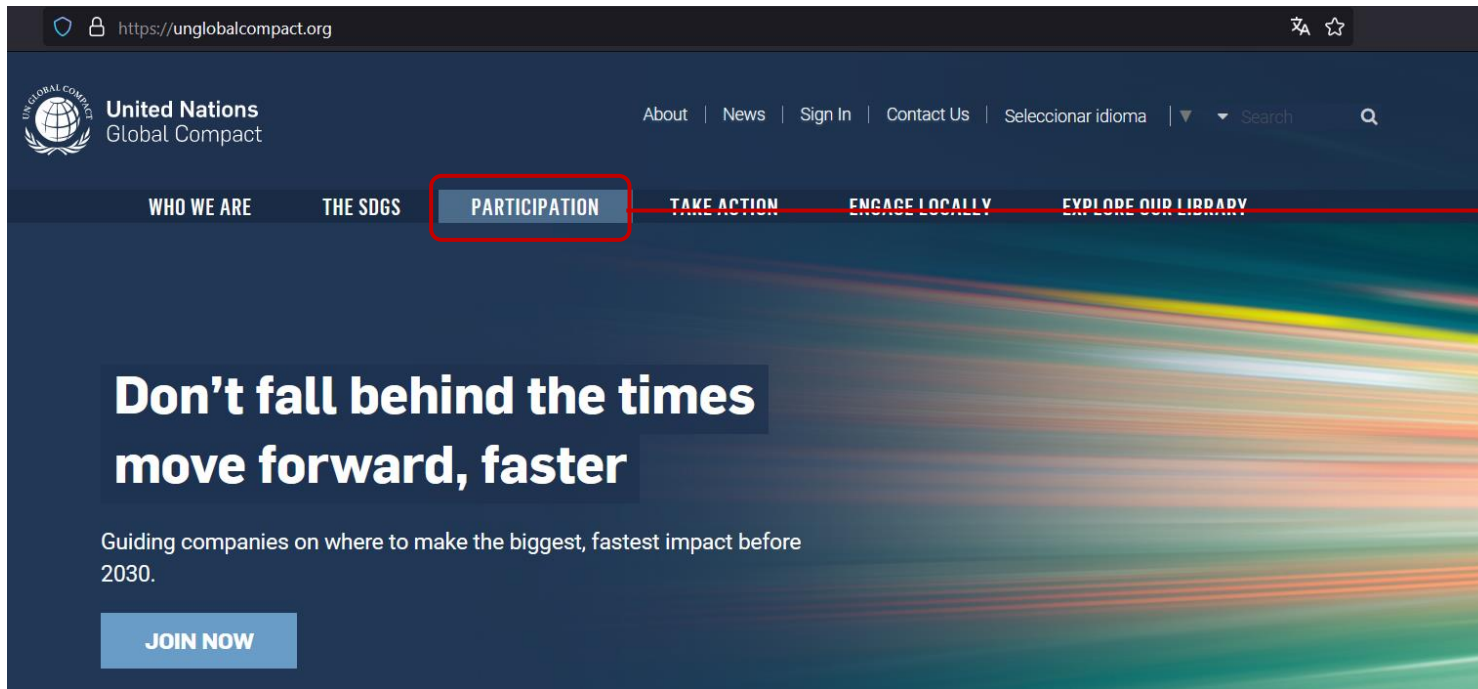 https://unglobalcompact.org
UN GLOBAL COMPACT
United Nations
Global Compact
About | News | Sign In | Contact Us | Seleccionar idioma | ▼ Search
WHO WE ARE THE SDGS PARTICIPATION TAKE ACTION ENGAGE LOCALLY EXPLORE OUR LIBRARY
Don't fall behind the times
move forward, faster
Guiding companies on where to make the biggest, fastest impact before
2030.
JOIN NOW